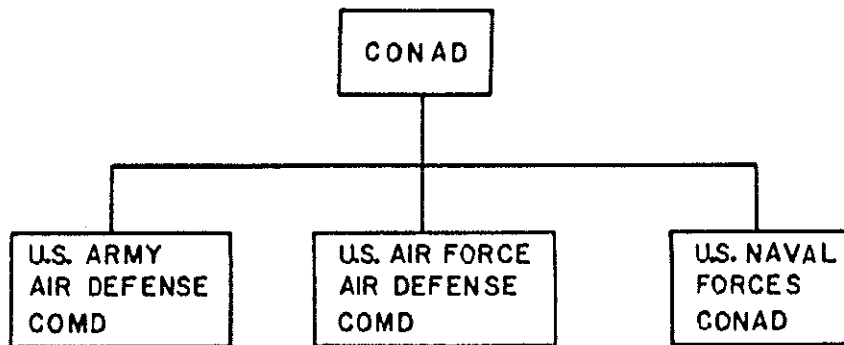 CONAD
U.S. ARMY
AIR DEFENSE
COMD
U.S. AIR FORCE
AIR DEFENSE
COMD
U.S. NAVAL
FORCES
CONAD